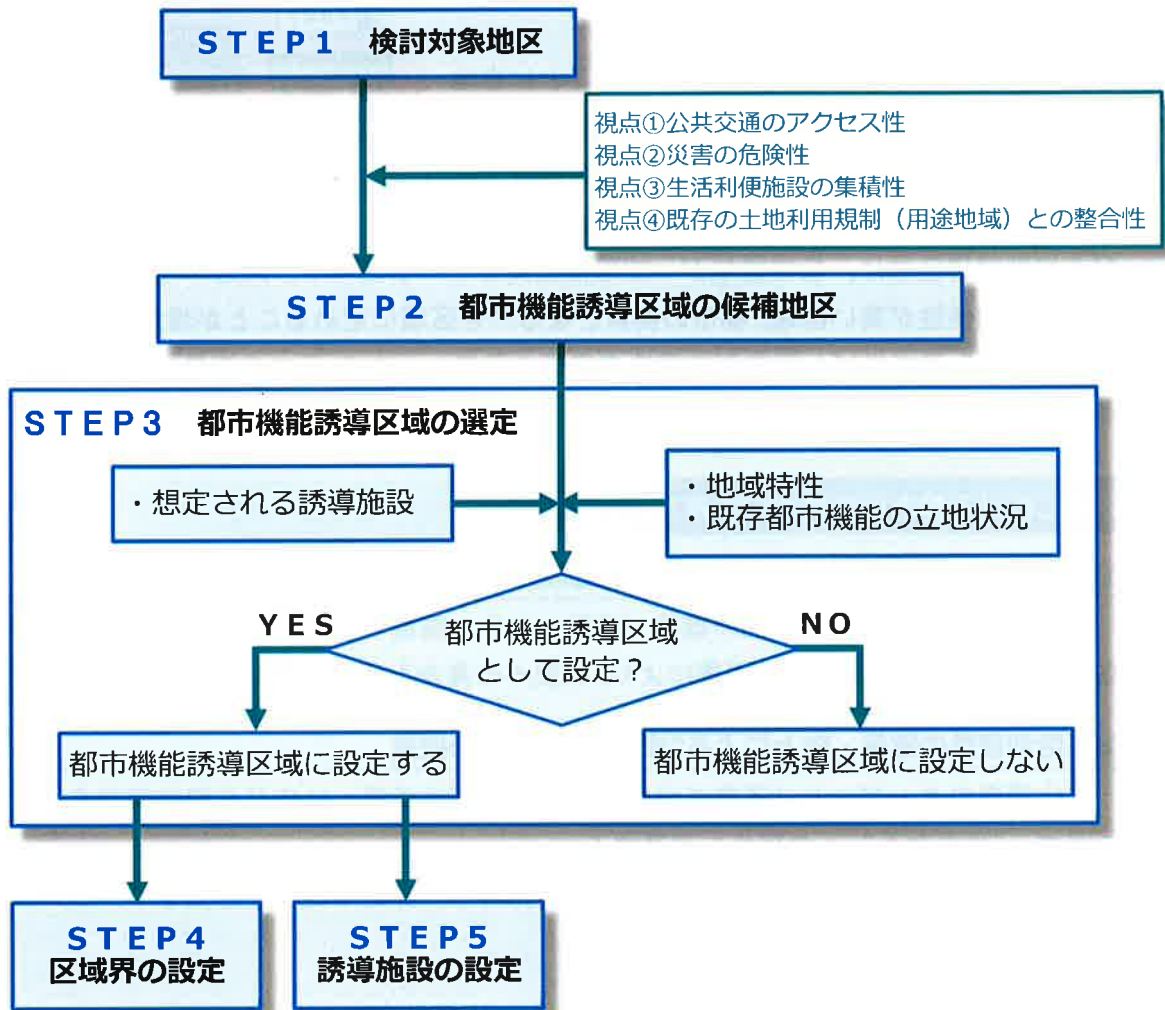 STEP1 検討対象地区
視点①公共交通のアクセス性
視点②災害の危険性
視点③生活利便施設の集積性
視点④既存の土地利用規制（用途地域）との整合性
STEP2 都市機能誘導区域の候補地区
STEP3 都市機能誘導区域の選定
・想定される誘導施設
・地域特性
・既存都市機能の立地状況
都市機能誘導区域
として設定？
YES
NO
都市機能誘導区域に設定する
都市機能誘導区域に設定しない
STEP4
区域界の設定
STEP5
誘導施設の設定